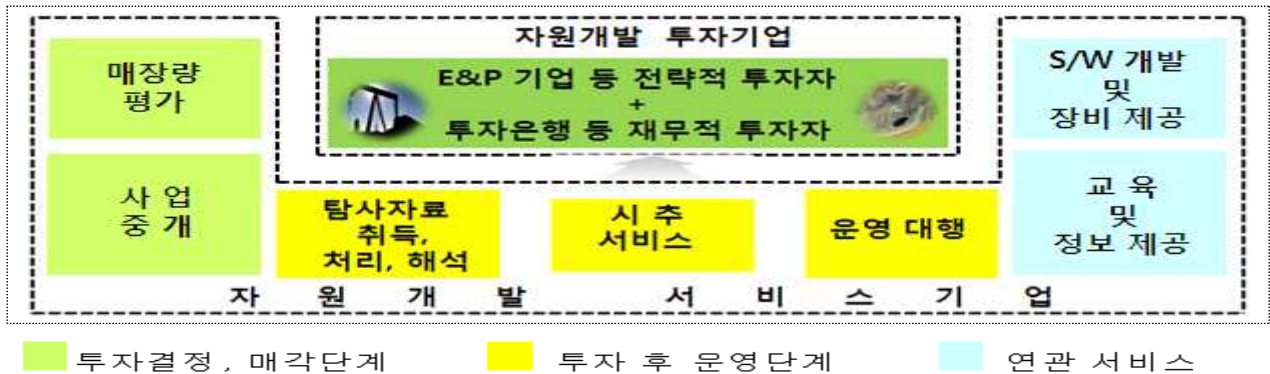 자원개발 투자기업
E&P 기업 등 전략적 투자자
+
투자은행 등 재무적 투자자
매장량
평가
사 업
중 개
탐사자료
취득,
처리, 해석
시 추
서비스
운영 대행
S/W 개발
및
장비 제공
교 육
및
정보 제공
자 원 개 발 서 비 스 기 업
투자결정, 매각단계
투자 후 운영단계
연관 서비스